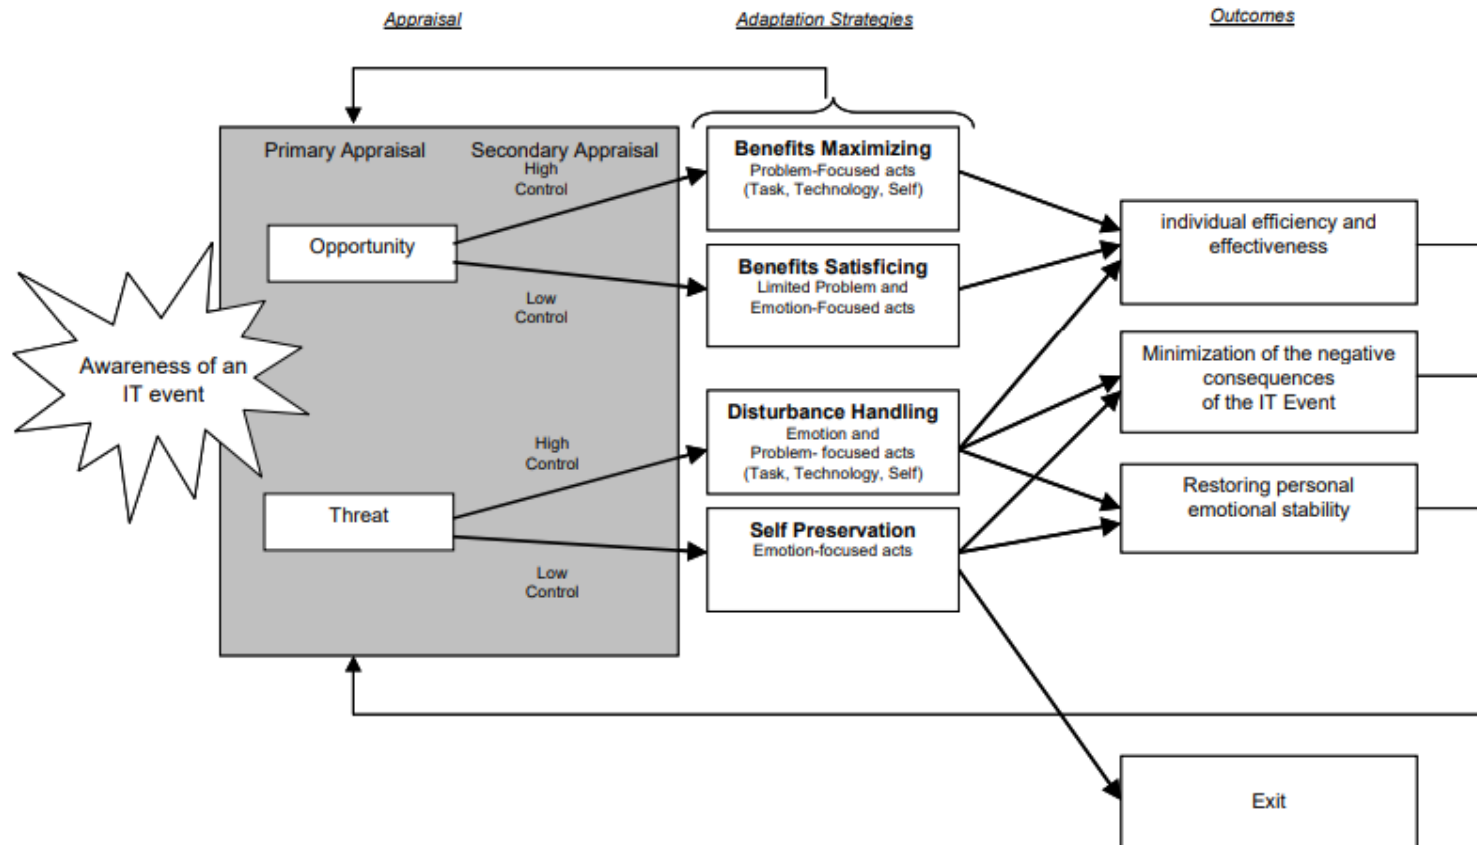 Appraisal
Adaptation Strategies
Outcomes
Primary Appraisal
Secondary Appraisal
High
Control
Opportunity
Low
Control
Awareness of an
IT event
High
Control
Threat
Low
Control
Benefits Maximizing
Problem-Focused acts
(Task, Technology, Self)
Benefits Satisficing
Limited Problem and
Emotion-Focused acts
Disturbance Handling
Emotion and
Problem- focused acts
(Task, Technology, Self)
Self Preservation
Emotion-focused acts
individual efficiency and
effectiveness
Minimization of the negative
consequences
of the IT Event
Restoring personal
emotional stability
Exit